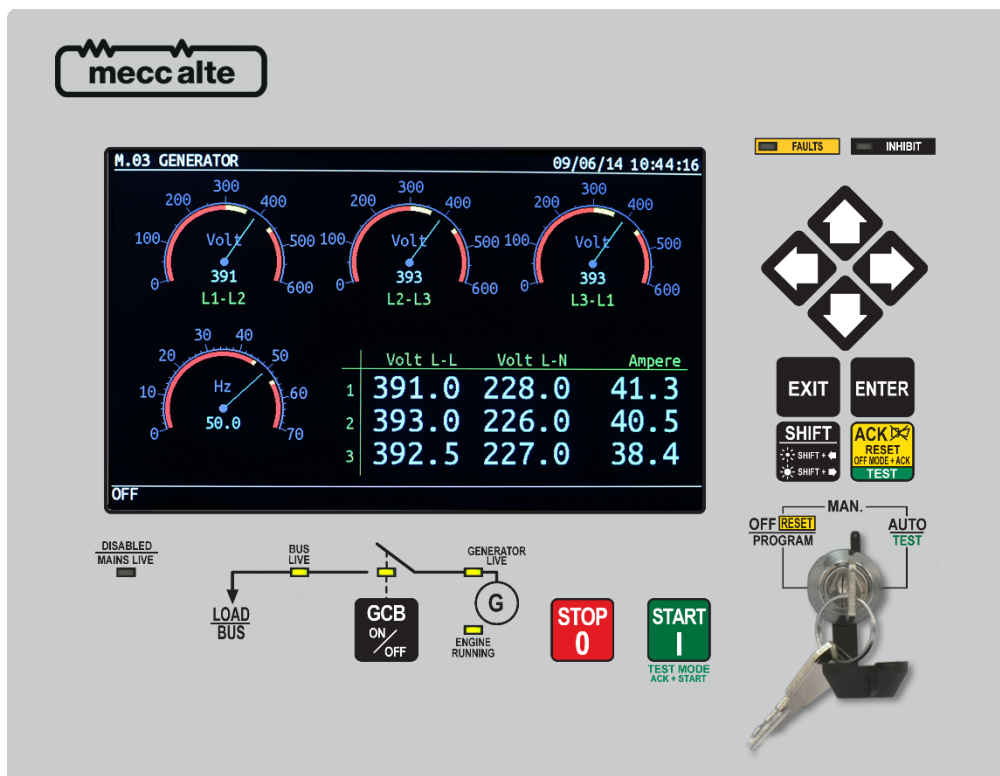 mecc alte
M.03 GENERATOR 09/06/14 10:44:16
FAULTS INHIBIT
0 100 200 300 400 500 600
Volt
391
L1-L2
0 100 200 300 400 500 600
Volt
393
L2-L3
0 100 200 300 400 500 600
Volt
393
L3-L1
0 10 20 30 40 50 60 70
Hz
50.0
Volt L-L Volt L-N Ampere
1 391.0 228.0 41.3
2 393.0 226.0 40.5
3 392.5 227.0 38.4
OFF
EXIT ENTER
SHIFT
SHIFT +
SHIFT +
ACK
RESET
OFF MODE + ACK
TEST
MAN.
OFF RESET
PROGRAM
AUTO
TEST
DISABLED
MAINS LIVE
BUS
LIVE
GENERATOR
LIVE
LOAD
BUS
GCB
ON
OFF
G
ENGINE
RUNNING
STOP
0
START
I
TEST MODE
ACK + START